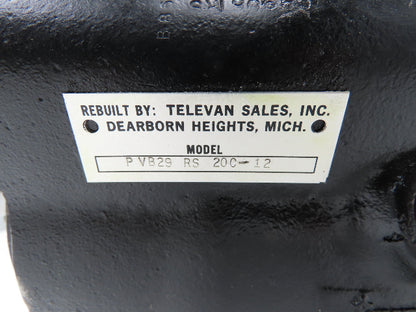 REBUILT BY: TELEVAN SALES, INC.
DEARBORN HEIGHTS, MICH.
MODEL
PVB29 RS 20C-12